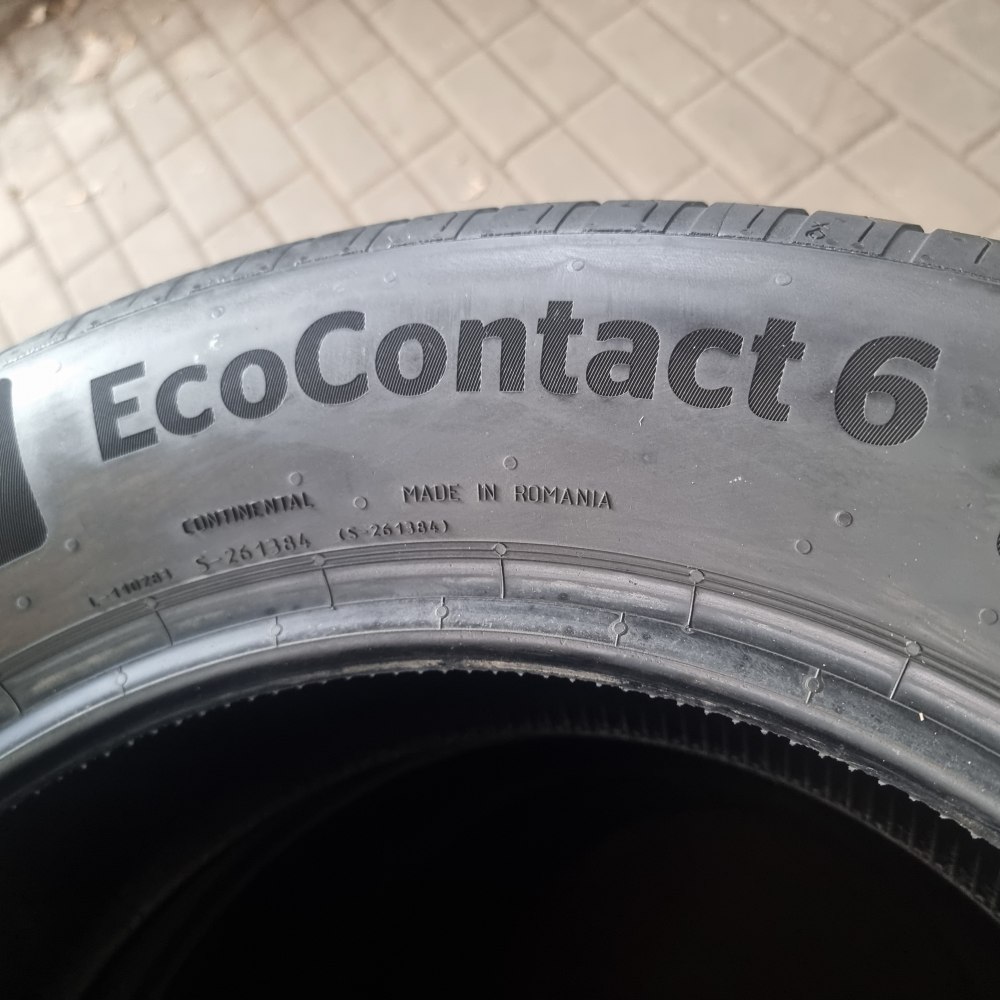 EcoContact 6
CONTINENTAL MADE IN ROMANIA
S-261384 (S-261384)